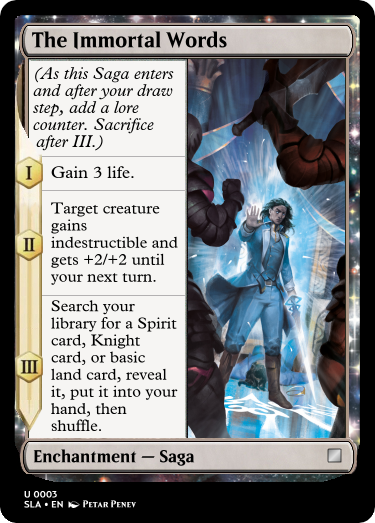 The Immortal Words
(As this Saga enters
and after your draw
step, add a lore
counter. Sacrifice
after III.)
I
Gain 3 life.
II
Target creature
gains
indestructible and
gets +2/+2 until
your next turn.
III
Search your
library for a Spirit
card, Knight
card, or basic
land card, reveal
it, put it into your
hand, then
shuffle.
Enchantment — Saga
U 0003
SLA • EN Petar Penev